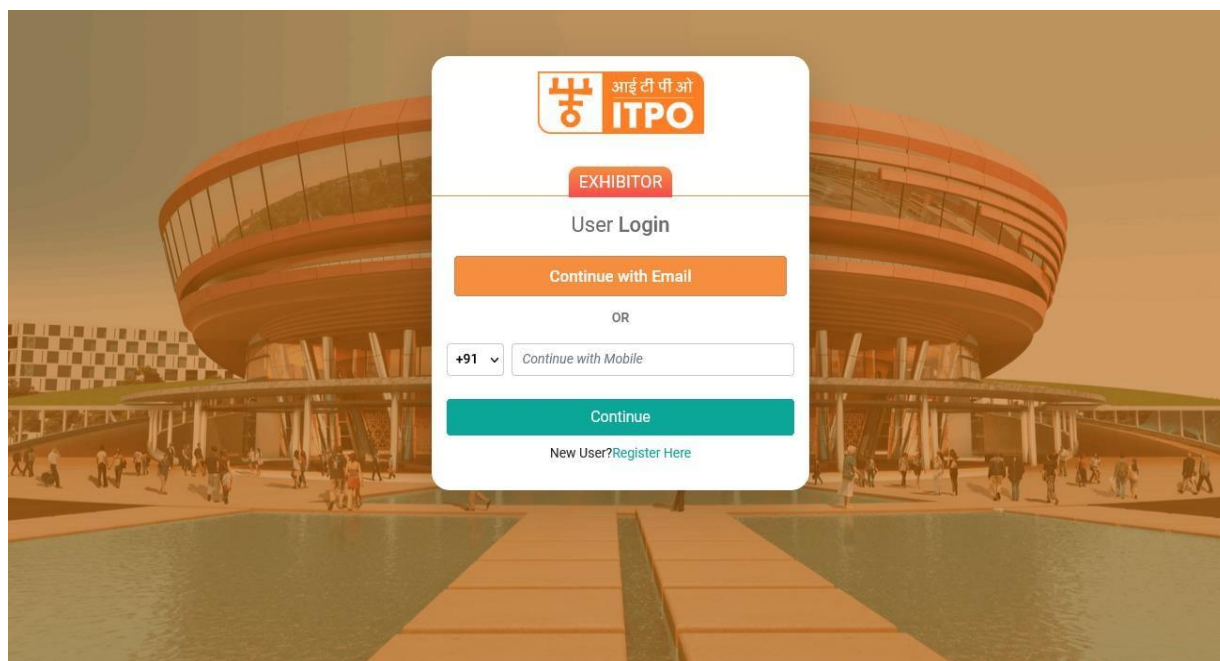 आई टी पी ओ
ITPO
EXHIBITOR
User Login
Continue with Email
OR
+91 Continue with Mobile
Continue
New User?Register Here